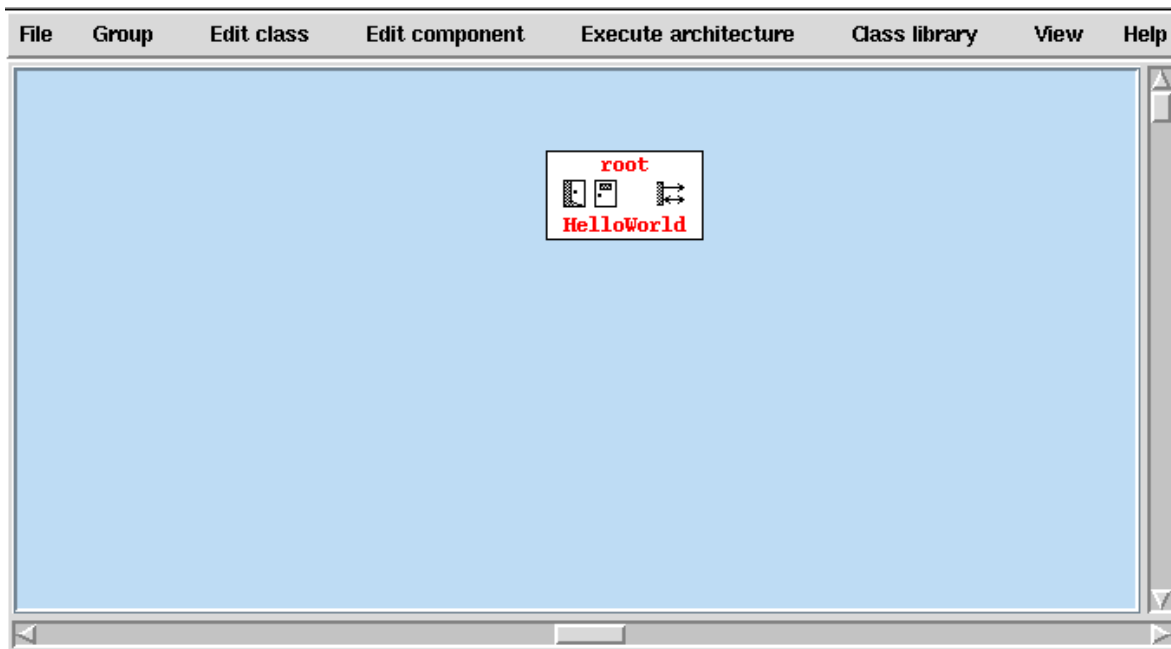 File Group Edit class Edit component Execute architecture Class library View Help
root
HelloWorld